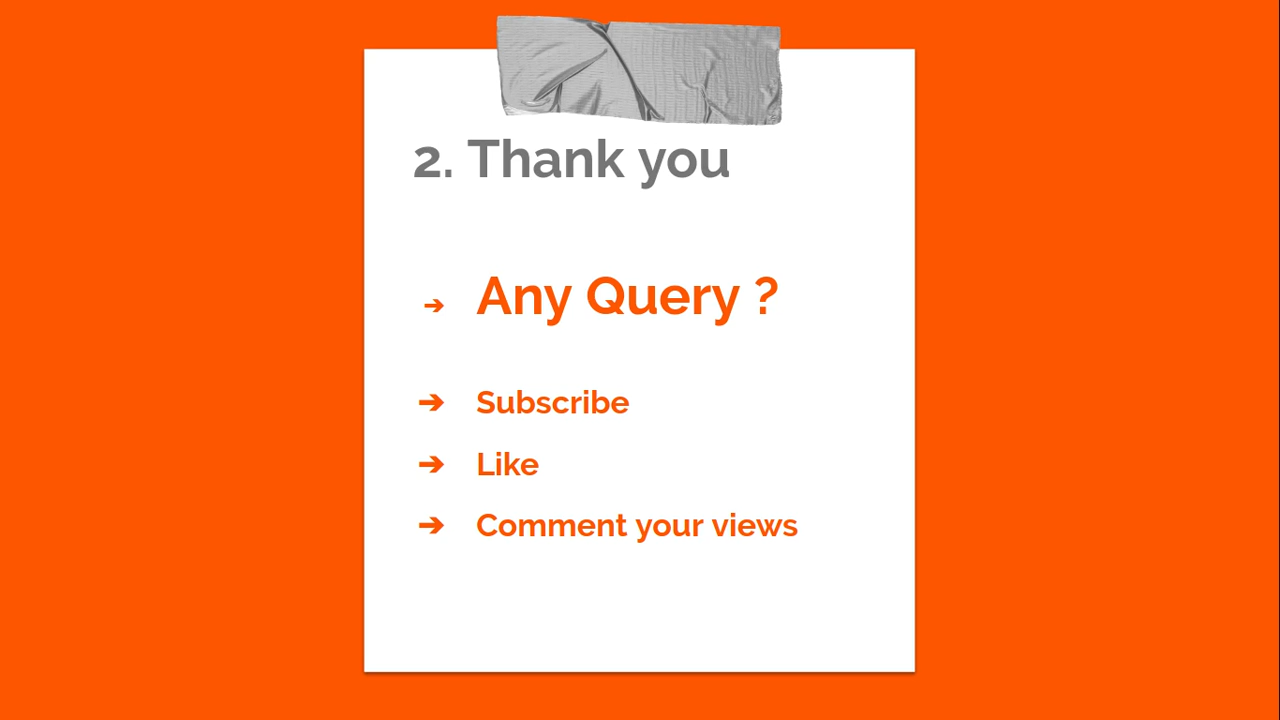 2. Thank you
➔ Any Query ?
➔ Subscribe
➔ Like
➔ Comment your views